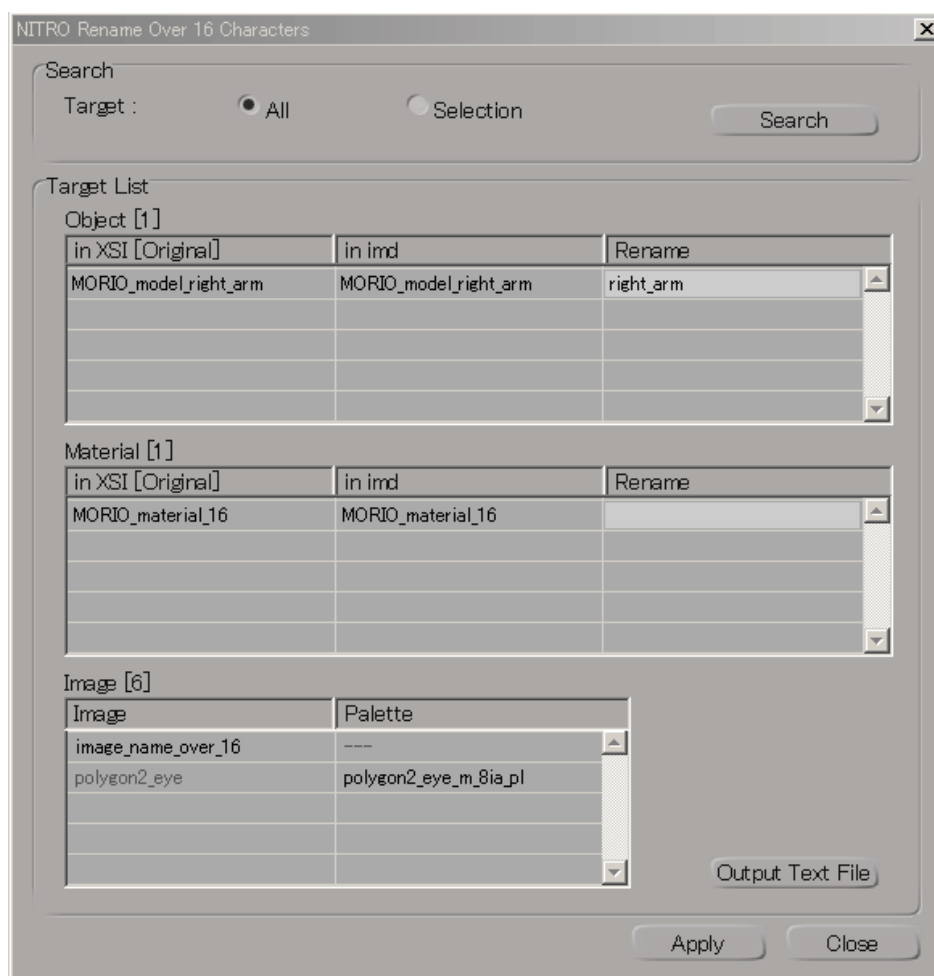 NITRO Rename Over 16 Characters
Search
Target : All Selection Search
Target List
Object [1]
in XSI [Original] in imd Rename
MORIO_model_right_arm MORIO_model_right_arm right_arm
Material [1]
in XSI [Original] in imd Rename
MORIO_material_16 MORIO_material_16
Image [6]
Image Palette
image_name_over_16 ---
polygon2_eye polygon2_eye_m_8ia_pl
Output Text File
Apply Close